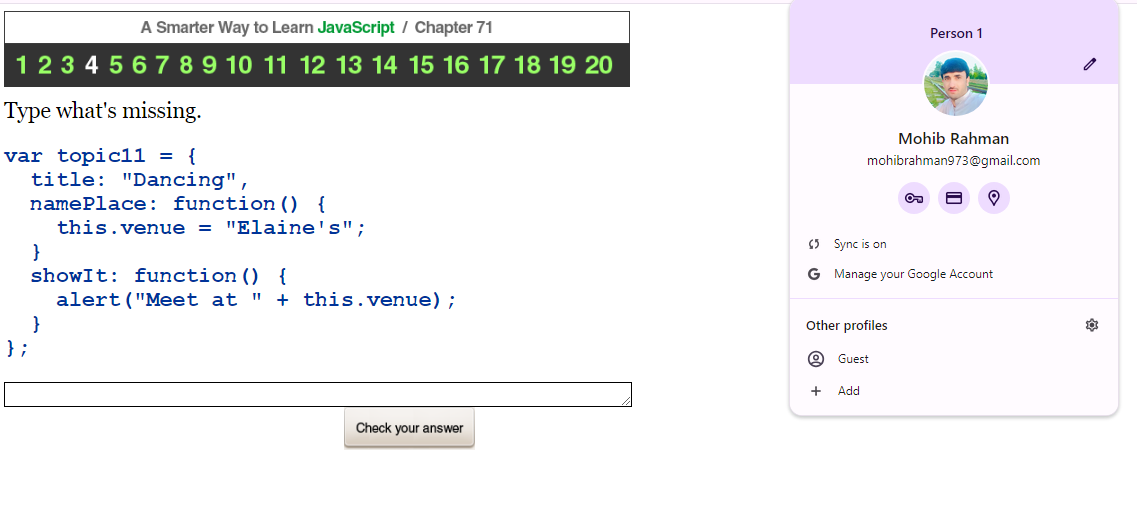 A Smarter Way to Learn JavaScript / Chapter 71
1 2 3 4 5 6 7 8 9 10 11 12 13 14 15 16 17 18 19 20
Type what's missing.
var topic11 = {
  title: "Dancing",
  namePlace: function() {
    this.venue = "Elaine's";
  }
  showIt: function() {
    alert("Meet at " + this.venue);
  }
};
Check your answer
Person 1
Mohib Rahman
mohibrahman973@gmail.com
Sync is on
G Manage your Google Account
Other profiles
Guest
+ Add